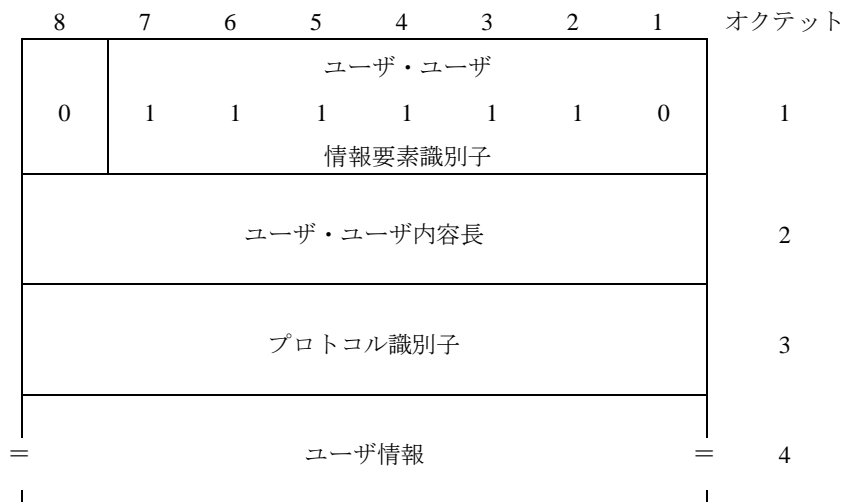 8 7 6 5 4 3 2 1 オクテット
ユーザ・ユーザ
0 1 1 1 1 1 1 0 1
情報要素識別子
ユーザ・ユーザ内容長 2
プロトコル識別子 3
= ユーザ情報 = 4